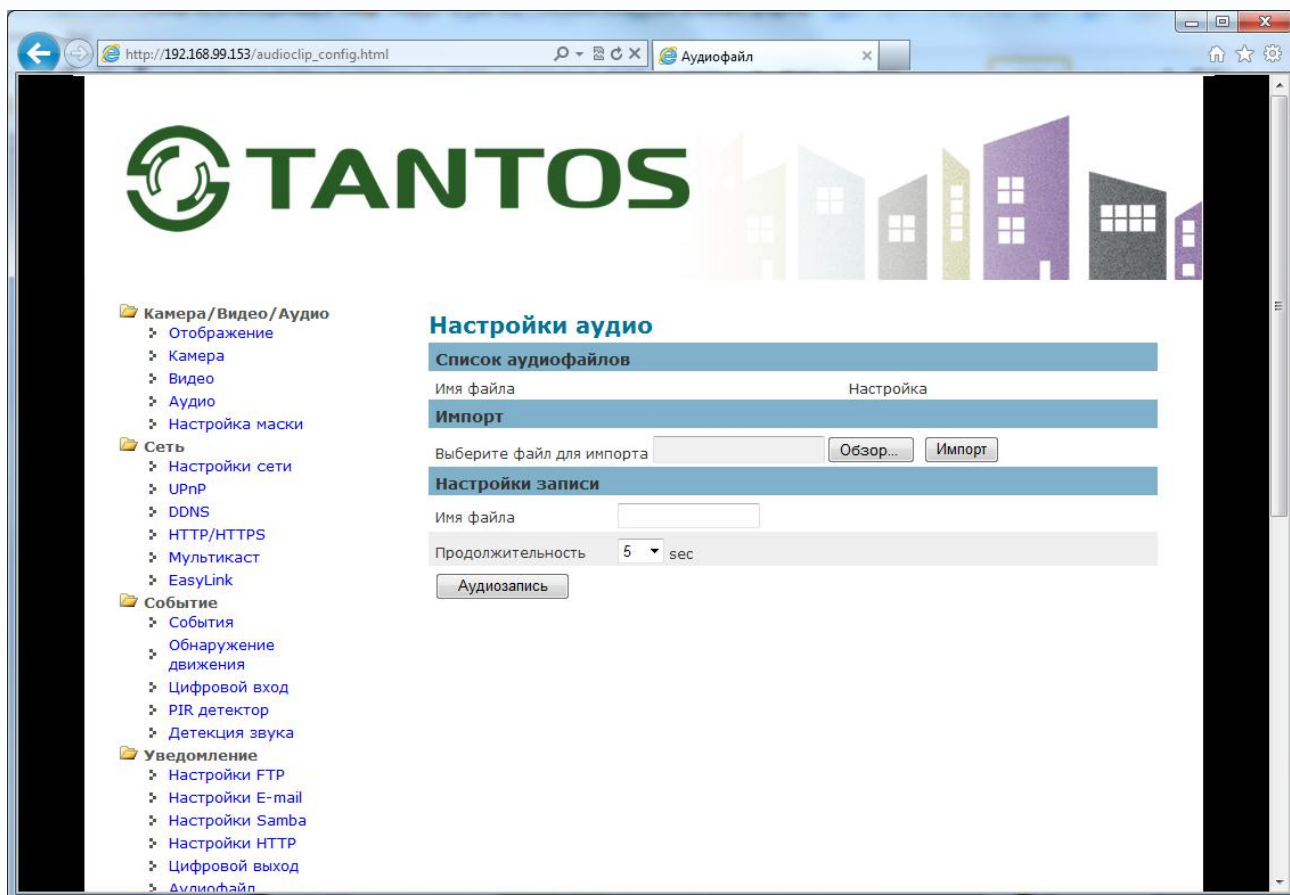 http://192.168.99.153/audioclip_config.html
Аудиофайл
TANTOS
Камера/Видео/Аудио
Отображение
Камера
Видео
Аудио
Настройка маски
Сеть
Настройки сети
UPnP
DDNS
HTTP/HTTPS
Мультикаст
EasyLink
Событие
События
Обнаружение
движения
Цифровой вход
PIR детектор
Детекция звука
Уведомление
Настройки FTP
Настройки E-mail
Настройки Samba
Настройки HTTP
Цифровой выход
Аудиофайл
Настройки аудио
Список аудиофайлов
Имя файла Настройка
Импорт
Выберите файл для импорта Обзор... Импорт
Настройки записи
Имя файла
Продолжительность 5 sec
Аудиозапись